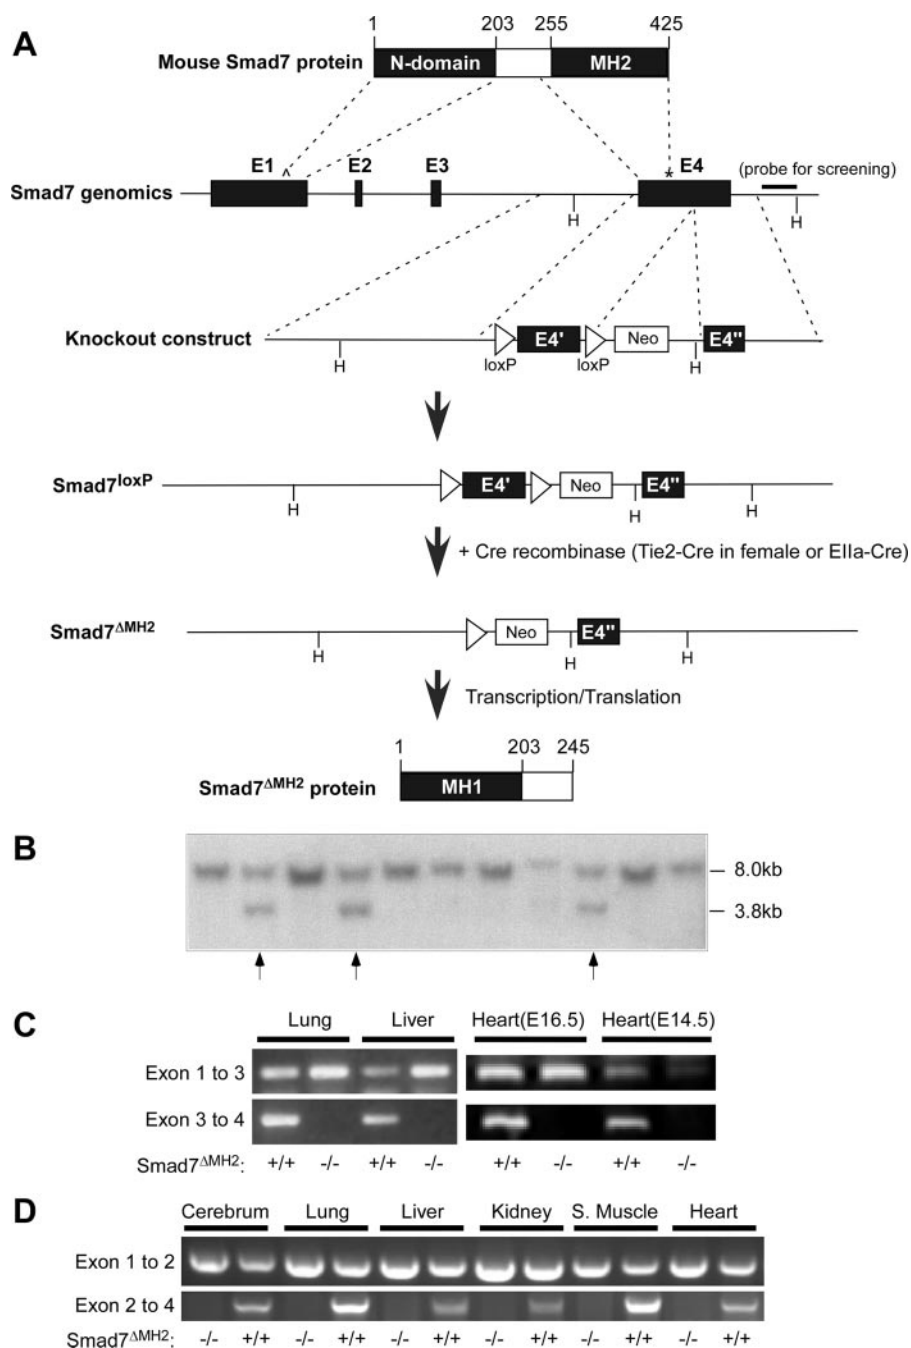 A
1 203 255 425
Mouse Smad7 protein N-domain MH2
E1 E2 E3 E4 (probe for screening)
^ *
Smad7 genomics
H H
Knockout construct E4' Neo E4"
H loxP loxP H
Smad7loxP E4' Neo E4"
H H H
+ Cre recombinase (Tie2-Cre in female or EIIa-Cre)
Smad7ΔMH2 Neo E4"
H H H
Transcription/Translation
1 203 245
Smad7ΔMH2 protein MH1
B
8.0kb
3.8kb
C
Lung Liver Heart(E16.5) Heart(E14.5)
Exon 1 to 3
Exon 3 to 4
Smad7ΔMH2: +/+ -/- +/+ -/- +/+ -/- +/+ -/-
D
Cerebrum Lung Liver Kidney S. Muscle Heart
Exon 1 to 2
Exon 2 to 4
Smad7ΔMH2: -/- +/+ -/- +/+ -/- +/+ -/- +/+ -/- +/+ -/- +/+